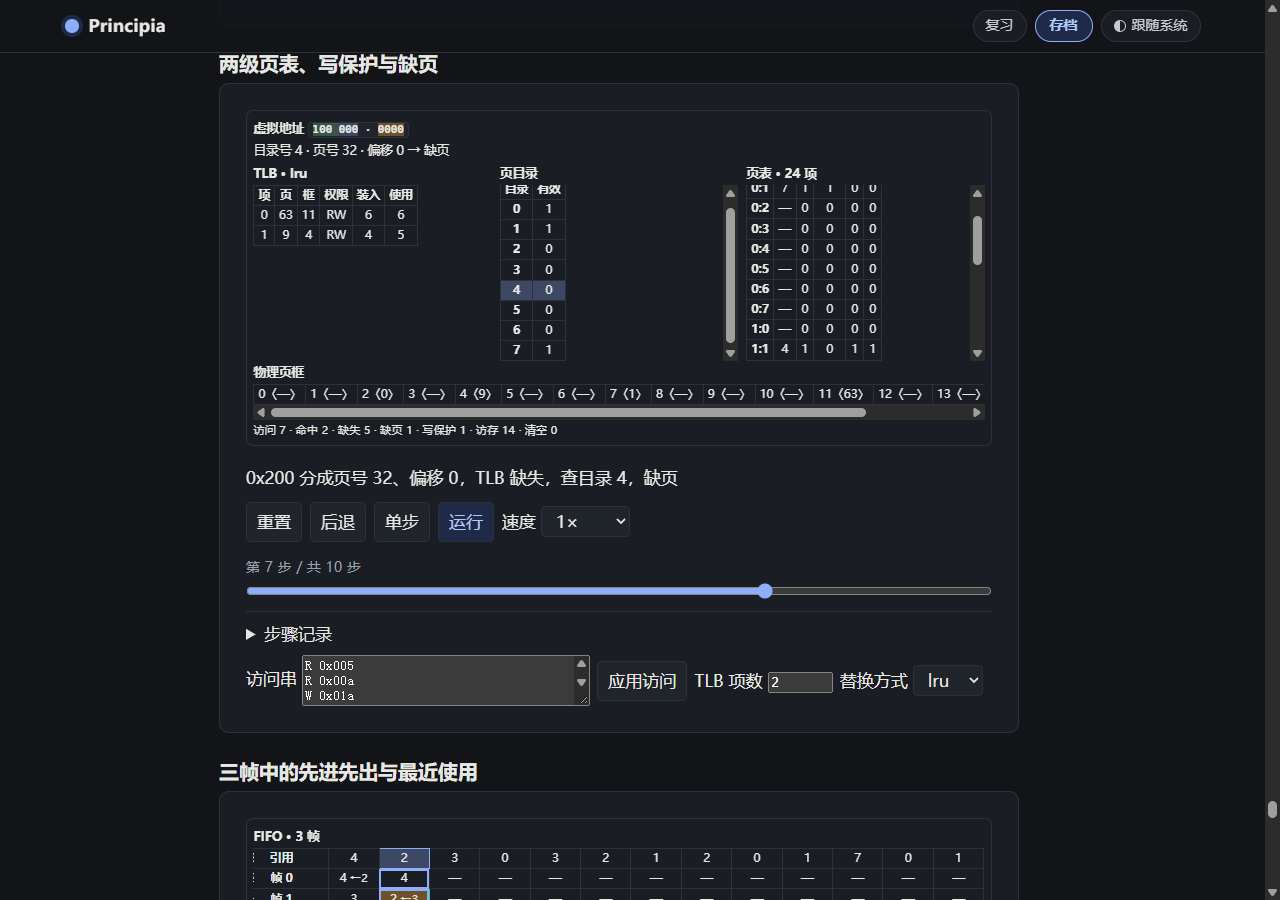 Principia
复习 存档 跟随系统
两级页表、写保护与缺页
虚拟地址 100 000 · 0000
目录号 4 · 页号 32 · 偏移 0 → 缺页
TLB • lru
项 页 框 权限 装入 使用
0 63 11 RW 6 6
1 9 4 RW 4 5
页目录
目录 有效
0 1
1 1
2 0
3 0
4 0
5 0
6 0
7 1
页表 • 24 项
0:1 7 1 1 0 0
0:2 — 0 0 0 0
0:3 — 0 0 0 0
0:4 — 0 0 0 0
0:5 — 0 0 0 0
0:6 — 0 0 0 0
0:7 — 0 0 0 0
1:0 — 0 0 0 0
1:1 4 1 0 1 1
物理页框
0 (—) 1 (—) 2 (0) 3 (—) 4 (9) 5 (—) 6 (—) 7 (1) 8 (—) 9 (—) 10 (—) 11 (63) 12 (—) 13 (—)
访问 7 · 命中 2 · 缺失 5 · 缺页 1 · 写保护 1 · 访存 14 · 清空 0
0x200 分成页号 32、偏移 0，TLB 缺失，查目录 4，缺页
重置 后退 单步 运行 速度 1×
第 7 步 / 共 10 步
▶ 步骤记录
访问串
R 0x005
R 0x00a
W 0x01a
应用访问 TLB 项数 2 替换方式 lru
三帧中的先进先出与最近使用
FIFO • 3 帧
引用 4 2 3 0 3 2 1 2 0 1 7 0 1
帧 0 4←2 4 — — — — — — — — — — —
帧 1 3 2←3 — — — — — — — — — — —